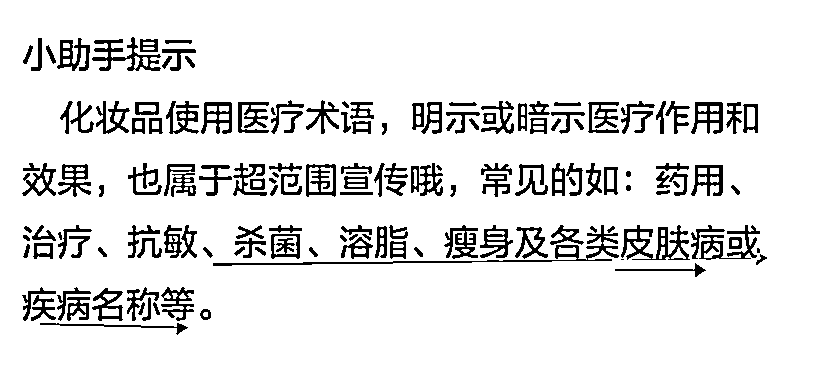 小助手提示
化妆品使用医疗术语，明示或暗示医疗作用和
效果，也属于超范围宣传哦，常见的如：药用、
治疗、抗敏、杀菌、溶脂、瘦身及各类皮肤病或
疾病名称等。